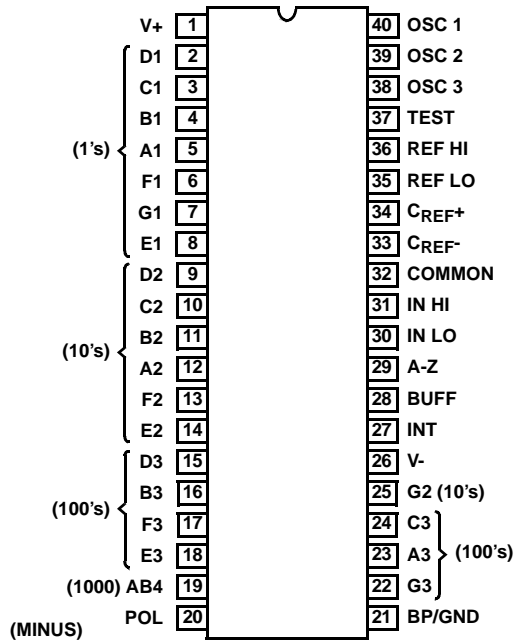 V+ 1 40 OSC 1
D1 2 39 OSC 2
C1 3 38 OSC 3
B1 4 37 TEST
(1's) A1 5 36 REF HI
F1 6 35 REF LO
G1 7 34 CREF+
E1 8 33 CREF-
D2 9 32 COMMON
C2 10 31 IN HI
(10's) B2 11 30 IN LO
A2 12 29 A-Z
F2 13 28 BUFF
E2 14 27 INT
D3 15 26 V-
(100's) B3 16 25 G2 (10's)
F3 17 24 C3
E3 18 23 A3 (100's)
(1000) AB4 19 22 G3
(MINUS) POL 20 21 BP/GND